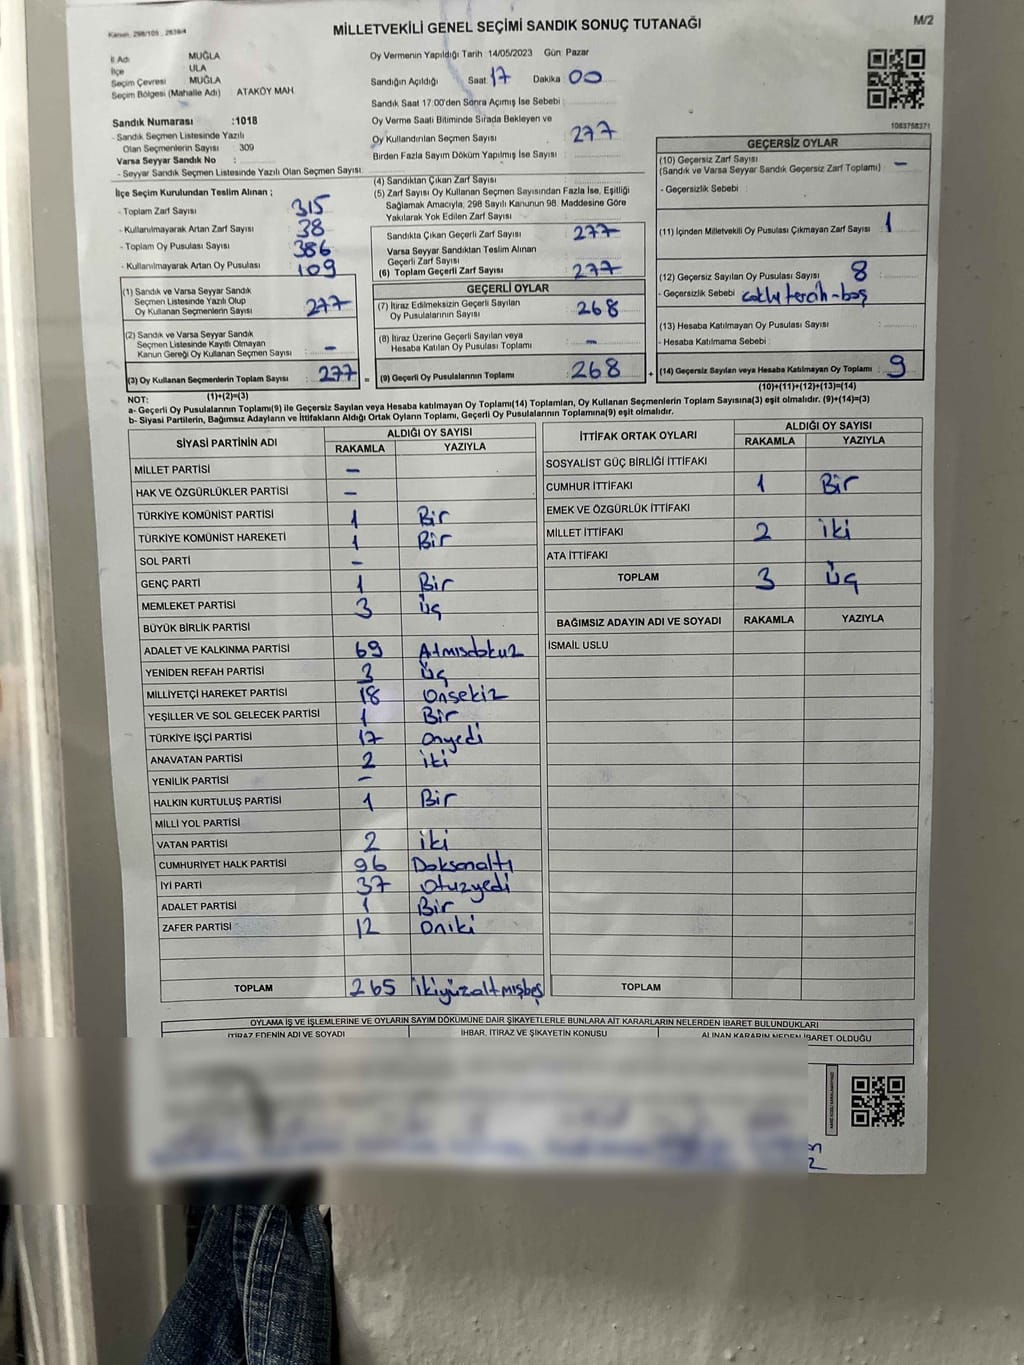 Kanun, 298/105 , 2839/4
MİLLETVEKİLİ GENEL SEÇİMİ SANDIK SONUÇ TUTANAĞI
M/2
İl Adı MUĞLA
İlçe ULA
Seçim Çevresi MUĞLA
Seçim Bölgesi (Mahalle Adı) ATAKÖY MAH.
Sandık Numarası :1018
- Sandık Seçmen Listesinde Yazılı
Olan Seçmenlerin Sayısı 309
Varsa Seyyar Sandık No :
- Seyyar Sandık Seçmen Listesinde Yazılı Olan Seçmen Sayısı:
Oy Vermenin Yapıldığı Tarih :14/05/2023 Gün: Pazar
Sandığın Açıldığı Saat: 17 Dakika 00
Sandık Saat 17:00'den Sonra Açımış İse Sebebi :
Oy Verme Saati Bitiminde Sırada Bekleyen ve
Oy Kullandırılan Seçmen Sayısı : 277
Birden Fazla Sayım Döküm Yapılmış İse Sayısı :
1083758371
İlçe Seçim Kurulundan Teslim Alınan ;
- Toplam Zarf Sayısı 315
- Kullanılmayarak Artan Zarf Sayısı 38
- Toplam Oy Pusulası Sayısı 386
- Kullanılmayarak Artan Oy Pusulası : 109
(1) Sandık ve Varsa Seyyar Sandık
Seçmen Listesinde Yazılı Olup
Oy Kullanan Seçmenlerin Sayısı 277
(2) Sandık ve Varsa Seyyar Sandık
Seçmen Listesinde Kayıtlı Olmayan
Kanun Gereği Oy Kullanan Seçmen Sayısı : –
(3) Oy Kullanan Seçmenlerin Toplam Sayısı : 277 =
(1)+(2)=(3)
(4) Sandıktan Çıkan Zarf Sayısı :
(5) Zarf Sayısı Oy Kullanan Seçmen Sayısından Fazla İse, Eşitliği
Sağlamak Amacıyla, 298 Sayılı Kanunun 98. Maddesine Göre
Yakılarak Yok Edilen Zarf Sayısı :
Sandıkta Çıkan Geçerli Zarf Sayısı : 277
Varsa Seyyar Sandıktan Teslim Alınan
Geçerli Zarf Sayısı :
(6) Toplam Geçerli Zarf Sayısı : 277
GEÇERLİ OYLAR
(7) İtiraz Edilmeksizin Geçerli Sayılan
Oy Pusulalarının Sayısı : 268
(8) İtiraz Üzerine Geçerli Sayılan veya
Hesaba Katılan Oy Pusulası Toplamı : –
(9) Geçerli Oy Pusulalarının Toplamı : 268 +
GEÇERSİZ OYLAR
(10) Geçersiz Zarf Sayısı
(Sandık ve Varsa Seyyar Sandık Geçersiz Zarf Toplamı) : –
- Geçersizlik Sebebi :
(11) İçinden Milletvekili Oy Pusulası Çıkmayan Zarf Sayısı : 1
(12) Geçersiz Sayılan Oy Pusulası Sayısı : 8
- Geçersizlik Sebebi : çoklu tercih-boş
(13) Hesaba Katılmayan Oy Pusulası Sayısı :
- Hesaba Katılmama Sebebi :
(14) Geçersiz Sayılan veya Hesaba Katılmayan Oy Toplamı : 9
(10)+(11)+(12)+(13)=(14)
NOT:
a- Geçerli Oy Pusulalarının Toplamı(9) ile Geçersiz Sayılan veya Hesaba katılmayan Oy Toplamı(14) Toplamları, Oy Kullanan Seçmenlerin Toplam Sayısına(3) eşit olmalıdır. (9)+(14)=(3)
b- Siyasi Partilerin, Bağımsız Adayların ve İttifakların Aldığı Ortak Oyların Toplamı, Geçerli Oy Pusulalarının Toplamına(9) eşit olmalıdır.
SİYASİ PARTİNİN ADI ALDIĞI OY SAYISI
RAKAMLA YAZIYLA
MİLLET PARTİSİ –
HAK VE ÖZGÜRLÜKLER PARTİSİ –
TÜRKİYE KOMÜNİST PARTİSİ 1 Bir
TÜRKİYE KOMÜNİST HAREKETİ 1 Bir
SOL PARTİ –
GENÇ PARTİ 1 Bir
MEMLEKET PARTİSİ 3 üç
BÜYÜK BİRLİK PARTİSİ
ADALET VE KALKINMA PARTİSİ 69 Atmışdokuz
YENİDEN REFAH PARTİSİ 3 üç
MİLLİYETÇİ HAREKET PARTİSİ 18 Onsekiz
YEŞİLLER VE SOL GELECEK PARTİSİ 1 Bir
TÜRKİYE İŞÇİ PARTİSİ 17 Onyedi
ANAVATAN PARTİSİ 2 iki
YENİLİK PARTİSİ –
HALKIN KURTULUŞ PARTİSİ 1 Bir
MİLLİ YOL PARTİSİ
VATAN PARTİSİ 2 iki
CUMHURİYET HALK PARTİSİ 96 Doksanaltı
İYİ PARTİ 37 Otuzyedi
ADALET PARTİSİ 1 Bir
ZAFER PARTİSİ 12 Oniki
TOPLAM 265 ikiyüzaltmışbeş
İTTİFAK ORTAK OYLARI ALDIĞI OY SAYISI
RAKAMLA YAZIYLA
SOSYALİST GÜÇ BİRLİĞİ İTTİFAKI
CUMHUR İTTİFAKI 1 Bir
EMEK VE ÖZGÜRLÜK İTTİFAKI
MİLLET İTTİFAKI 2 iki
ATA İTTİFAKI
TOPLAM 3 üç
BAĞIMSIZ ADAYIN ADI VE SOYADI RAKAMLA YAZIYLA
İSMAİL USLU
TOPLAM
OYLAMA İŞ VE İŞLEMLERİNE VE OYLARIN SAYIM DÖKÜMÜNE DAİR ŞİKAYETLERLE BUNLARA AİT KARARLARIN NELERDEN İBARET BULUNDUKLARI
İTİRAZ EDENİN ADI VE SOYADI İHBAR, İTİRAZ VE ŞİKAYETİN KONUSU ALINAN KARARIN NEDEN İBARET OLDUĞU